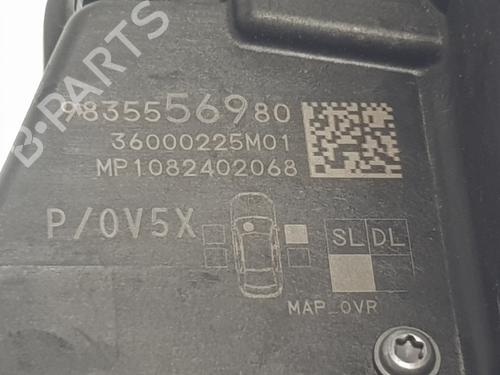 B-PARTS
9835556980
36000225M01
MP1082402068
P/0V5X
SL DL
MAP_OVR